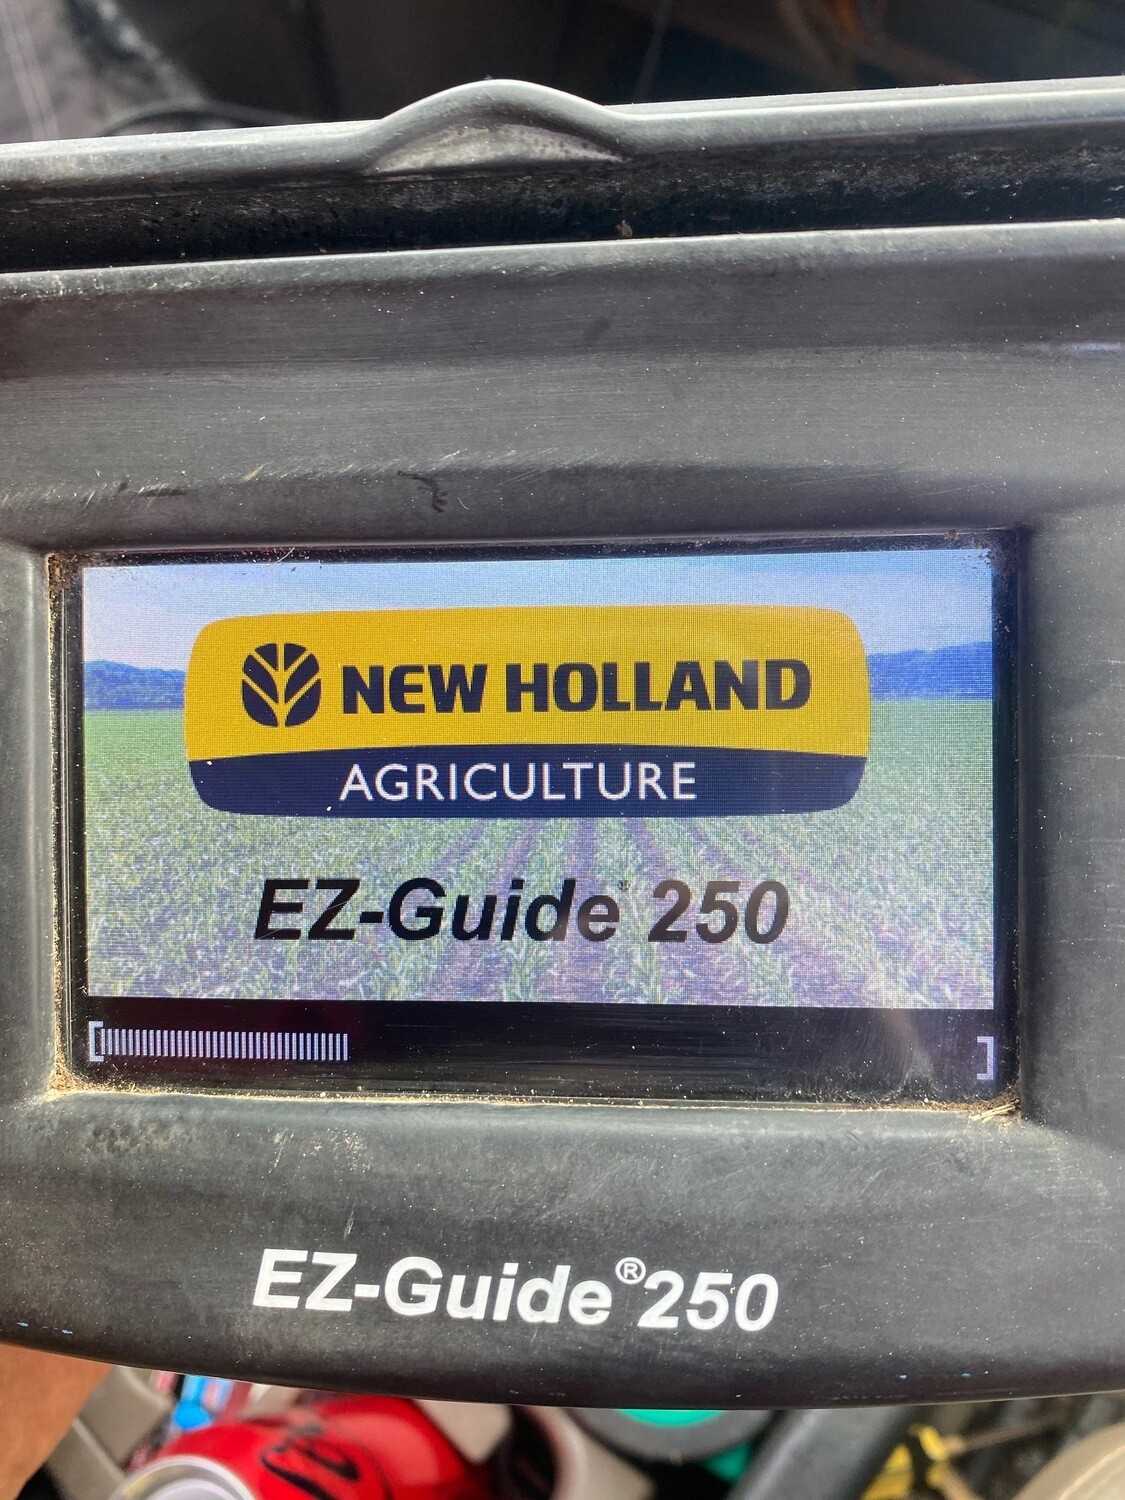 NEW HOLLAND
AGRICULTURE
EZ-Guide® 250
[
]
EZ-Guide®250